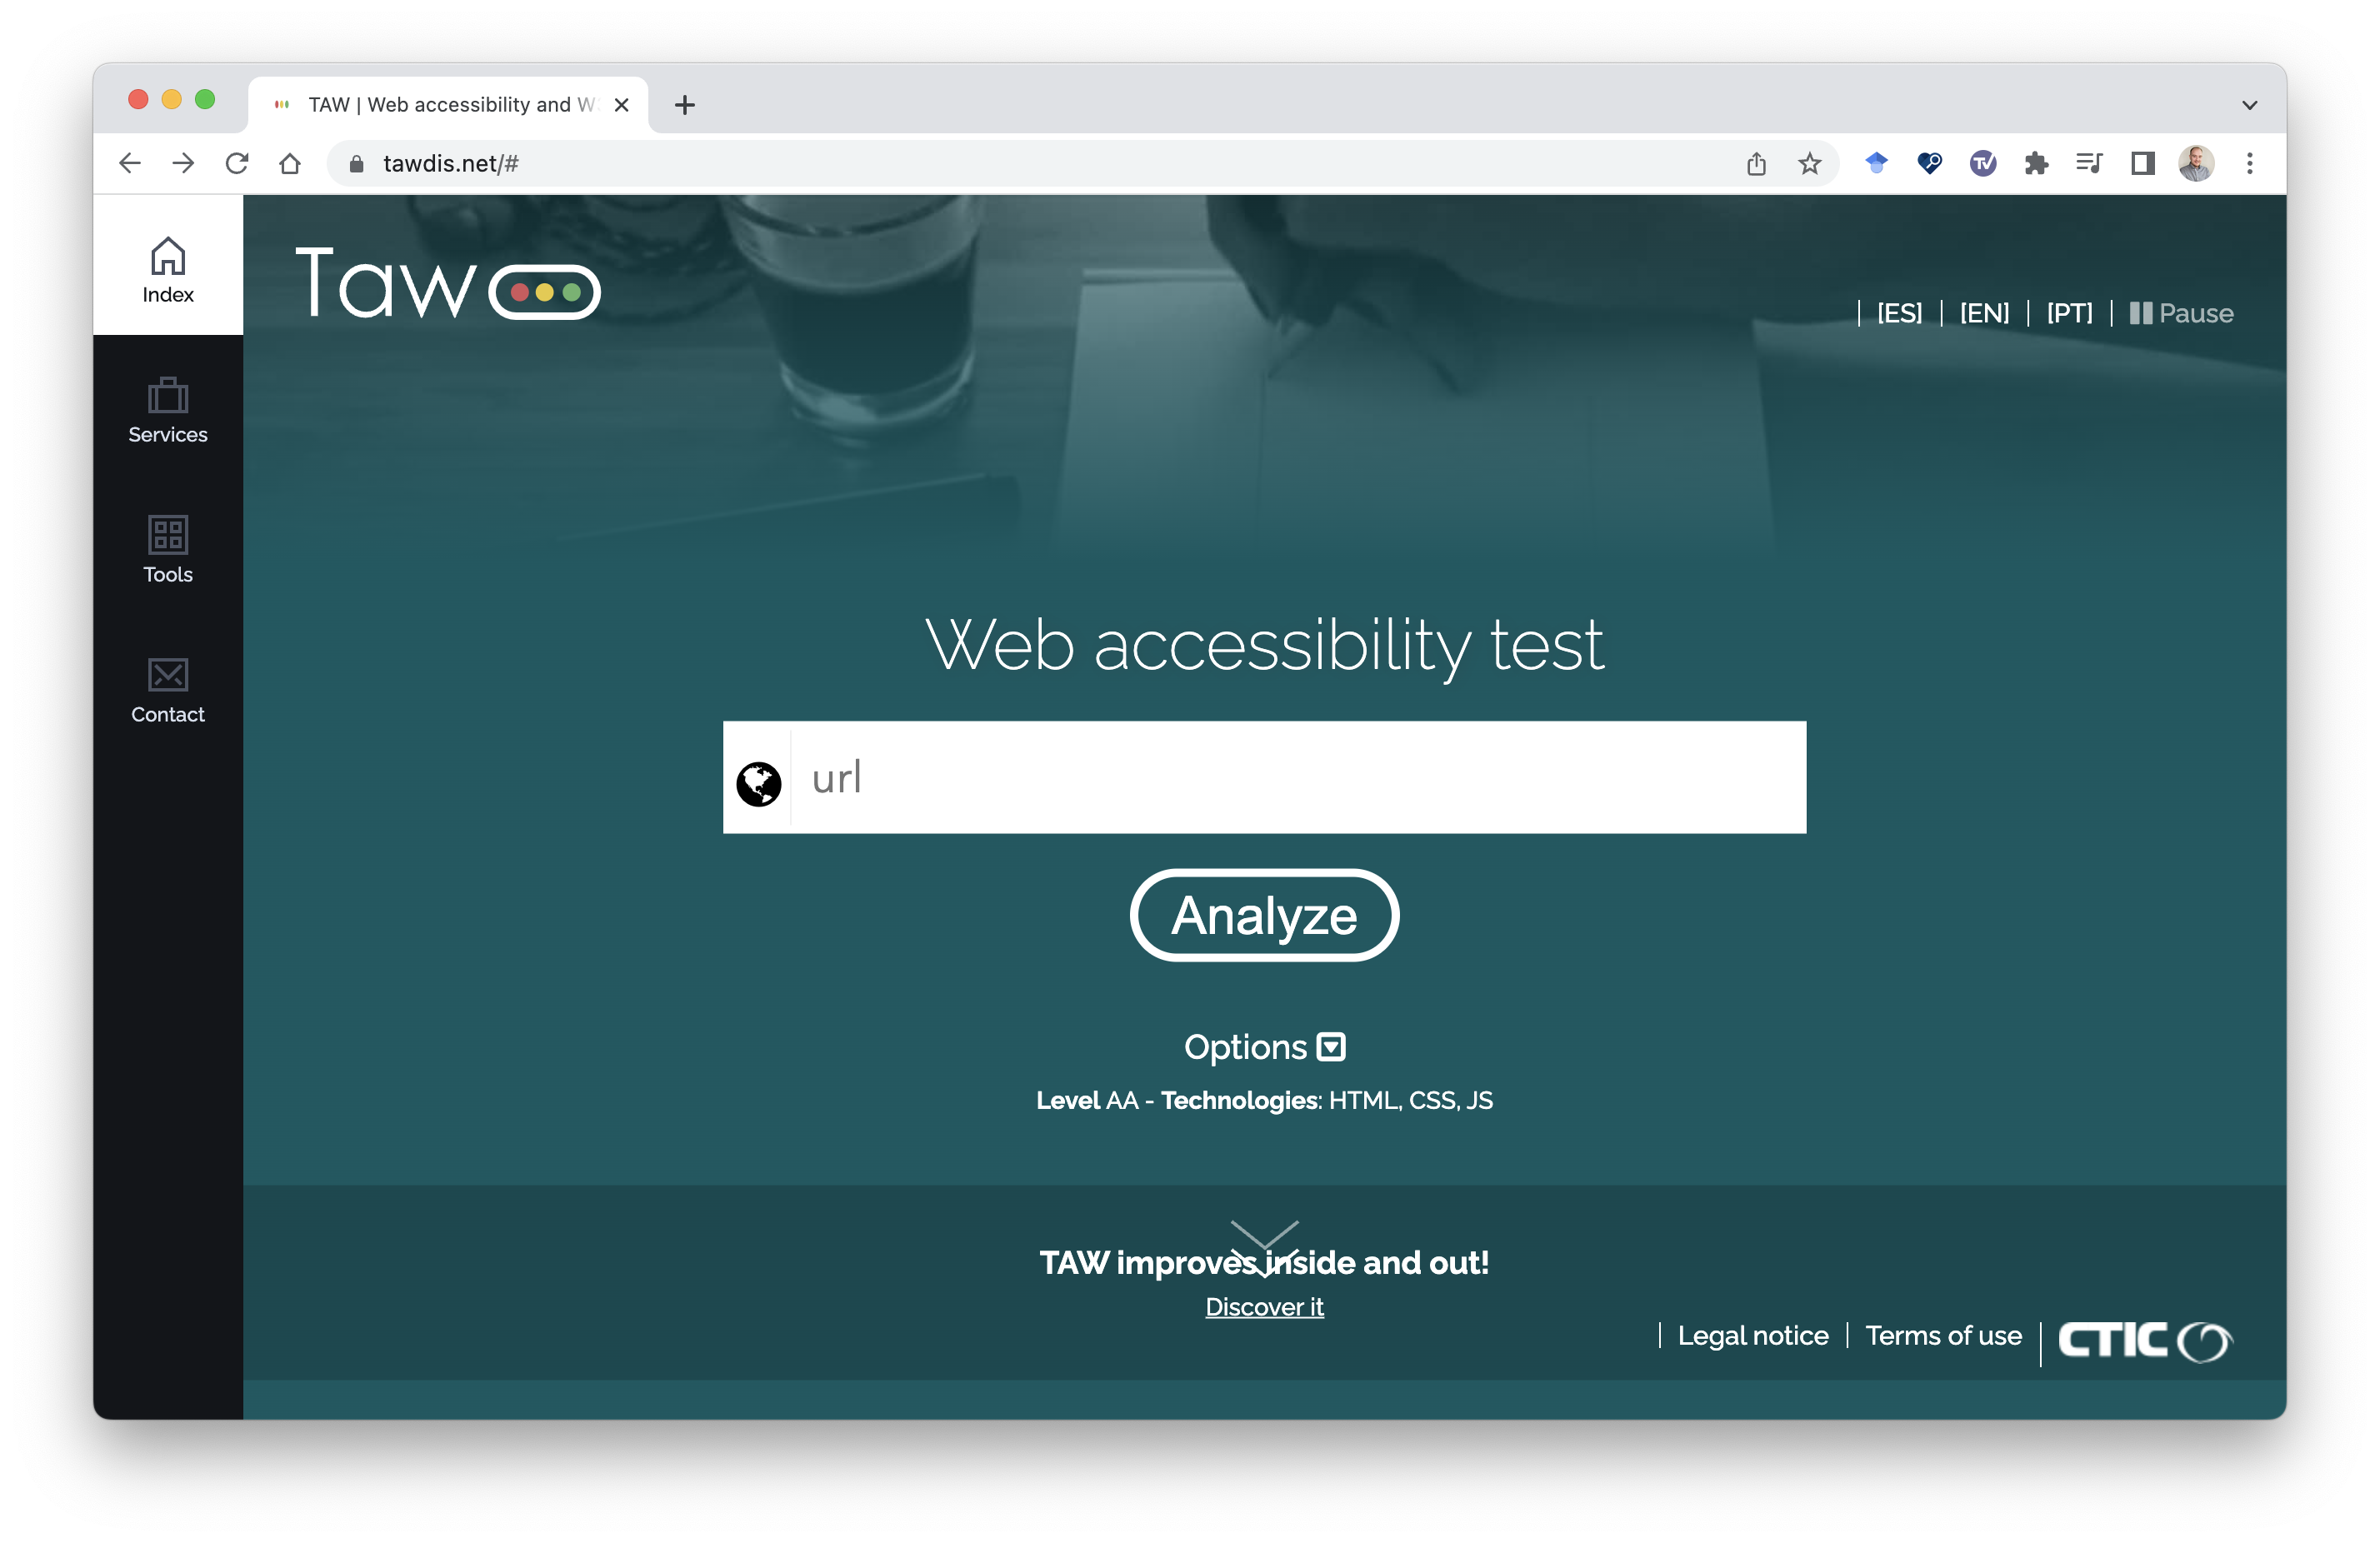 TAW | Web accessibility and W
tawdis.net/#
Index
Services
Tools
Contact
Taw
[ES] [EN] [PT] Pause
Web accessibility test
url
Analyze
Options
Level AA - Technologies: HTML, CSS, JS
TAW improves inside and out!
Discover it
Legal notice Terms of use CTIC